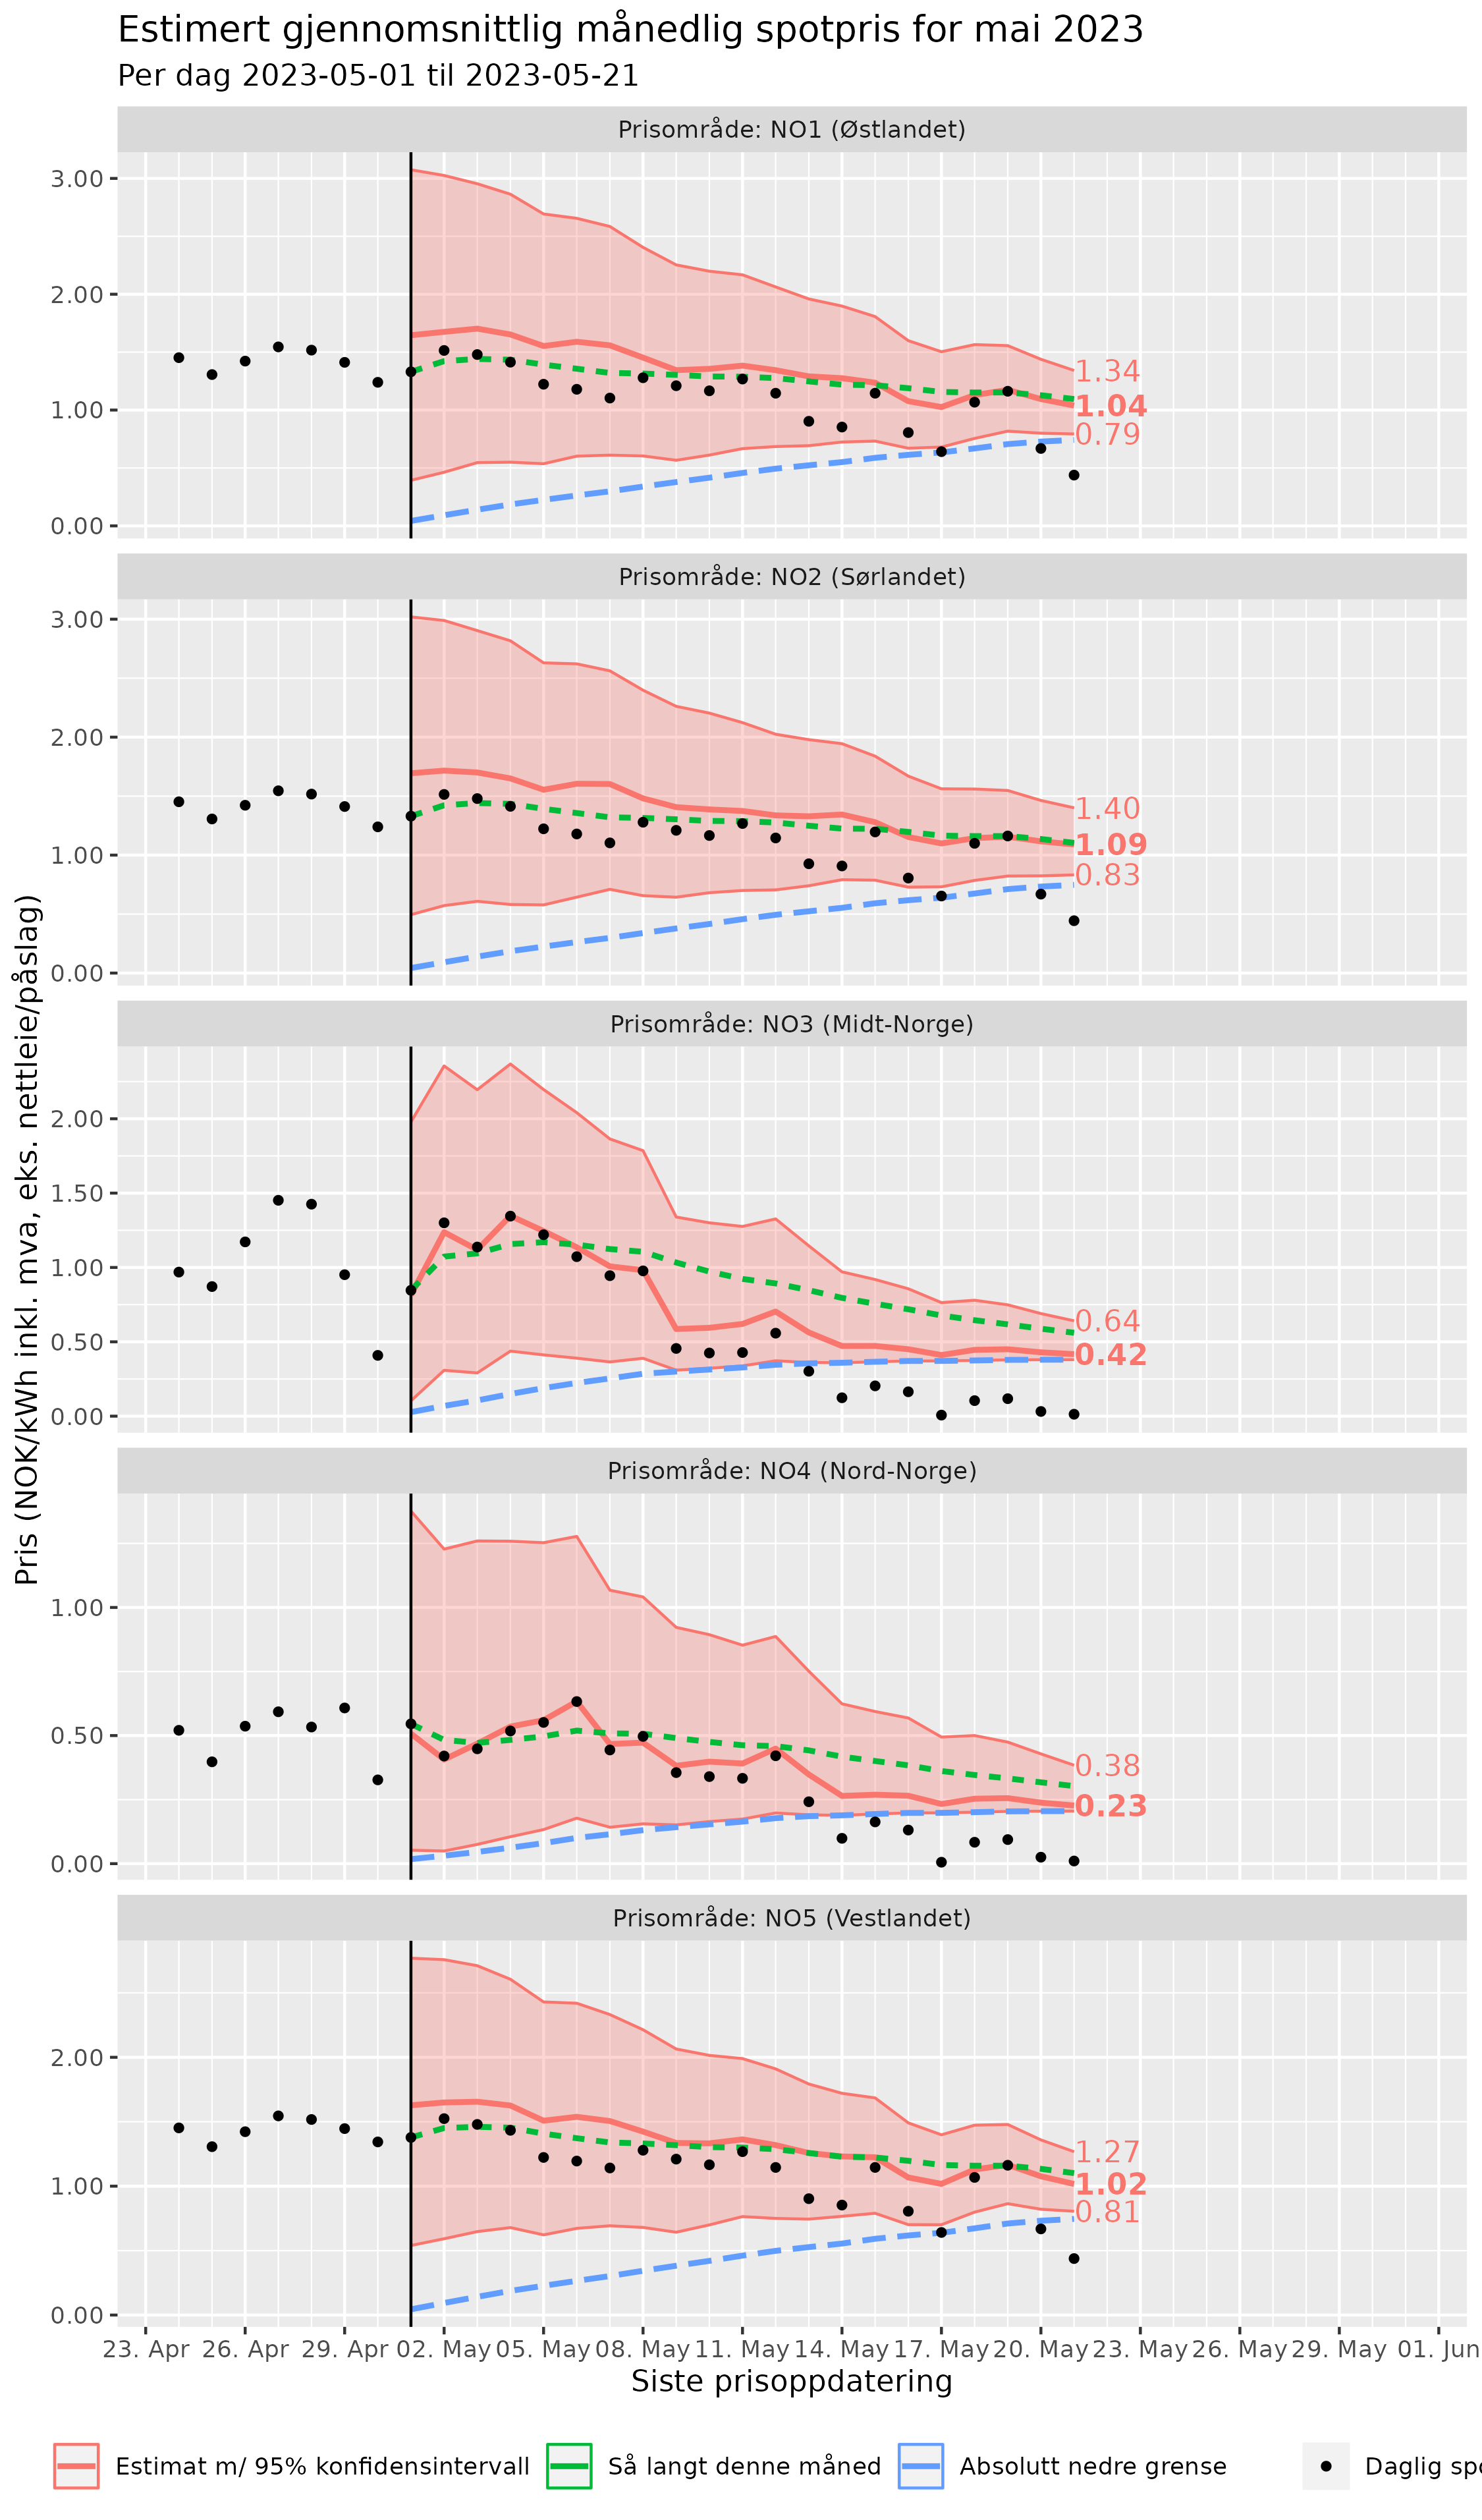 Estimert gjennomsnittlig månedlig spotpris for mai 2023
Per dag 2023-05-01 til 2023-05-21
Pris (NOK/kWh inkl. mva, eks. nettleie/påslag)
Prisområde: NO1 (Østlandet)
3.00
2.00
1.00
0.00
1.34
1.04
0.79
Prisområde: NO2 (Sørlandet)
3.00
2.00
1.00
0.00
1.40
1.09
0.83
Prisområde: NO3 (Midt-Norge)
2.00
1.50
1.00
0.50
0.00
0.64
0.42
Prisområde: NO4 (Nord-Norge)
1.00
0.50
0.00
0.38
0.23
Prisområde: NO5 (Vestlandet)
2.00
1.00
0.00
1.27
1.02
0.81
23. Apr 26. Apr 29. Apr 02. May 05. May 08. May 11. May 14. May 17. May 20. May 23. May 26. May 29. May 01. Jun
Siste prisoppdatering
Estimat m/ 95% konfidensintervall Så langt denne måned Absolutt nedre grense Daglig